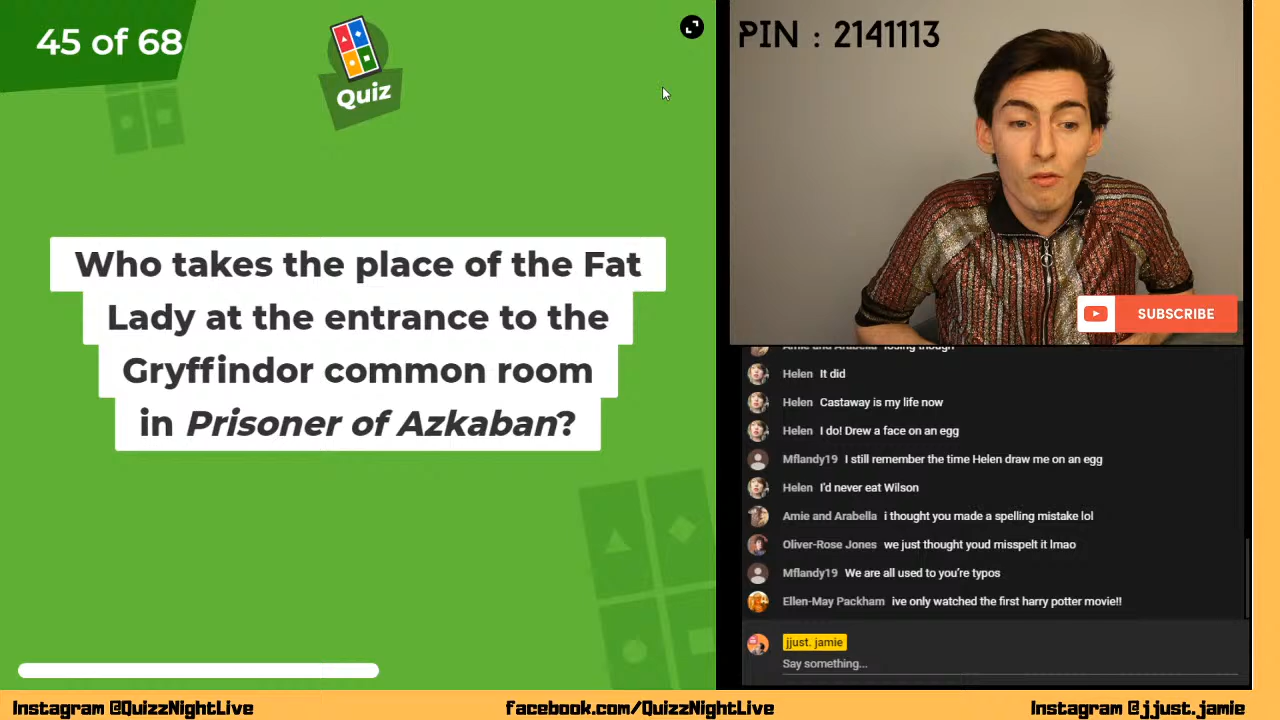 45 of 68
Quiz
Who takes the place of the Fat
Lady at the entrance to the
Gryffindor common room
in Prisoner of Azkaban?
PIN : 2141113
SUBSCRIBE
Amie and Arabella losing though
Helen It did
Helen Castaway is my life now
Helen I do! Drew a face on an egg
Mflandy19 I still remember the time Helen draw me on an egg
Helen I'd never eat Wilson
Amie and Arabella i thought you made a spelling mistake lol
Oliver-Rose Jones we just thought youd misspelt it lmao
Mflandy19 We are all used to you're typos
Ellen-May Packham ive only watched the first harry potter movie!!
jjust. jamie
Say something...
Instagram @QuizzNightLive
facebook.com/QuizzNightLive
Instagram @jjust.jamie